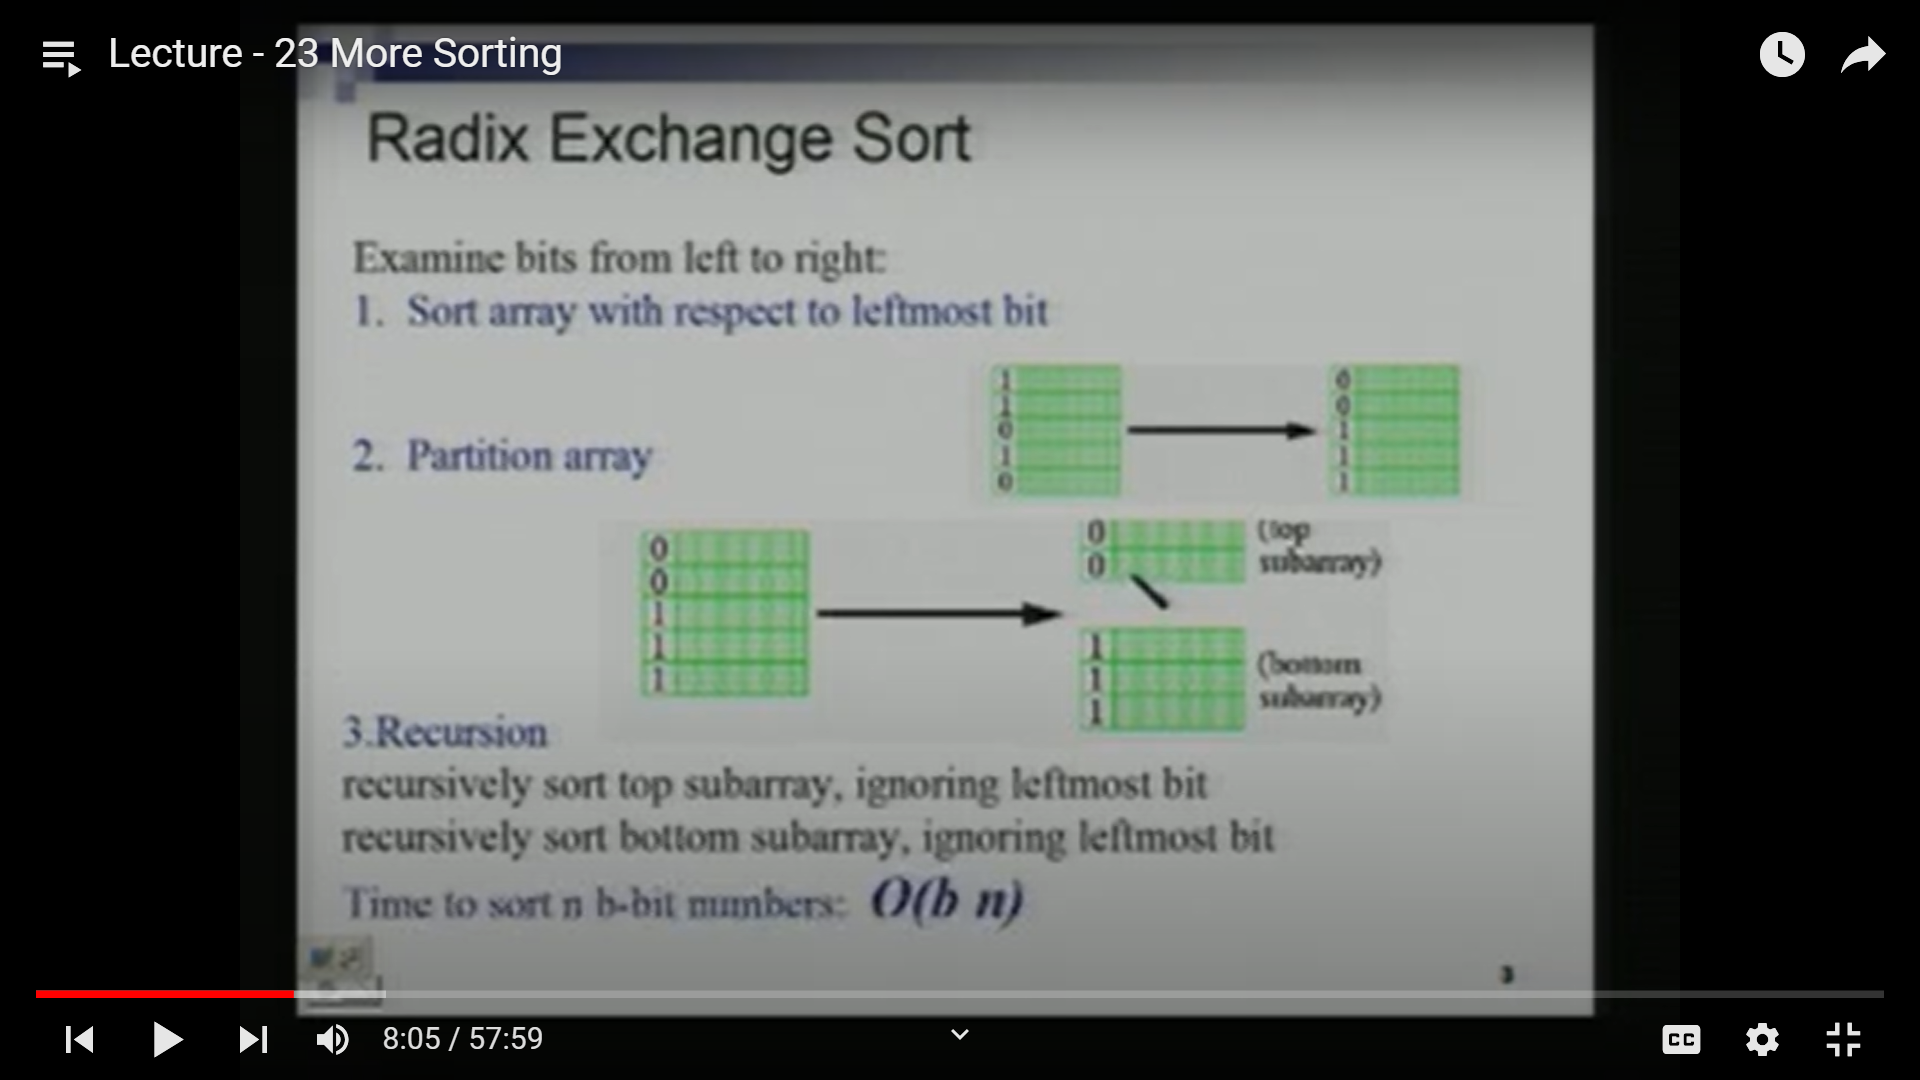 Lecture - 23 More Sorting
Radix Exchange Sort
Examine bits from left to right:
1. Sort array with respect to leftmost bit
1
1
0
1
0
0
0
1
1
1
2. Partition array
0
0
1
1
1
0
0
(top
subarray)
1
1
1
(bottom
subarray)
3.Recursion
recursively sort top subarray, ignoring leftmost bit
recursively sort bottom subarray, ignoring leftmost bit
Time to sort n b-bit numbers: O(b n)
3
8:05 / 57:59
CC